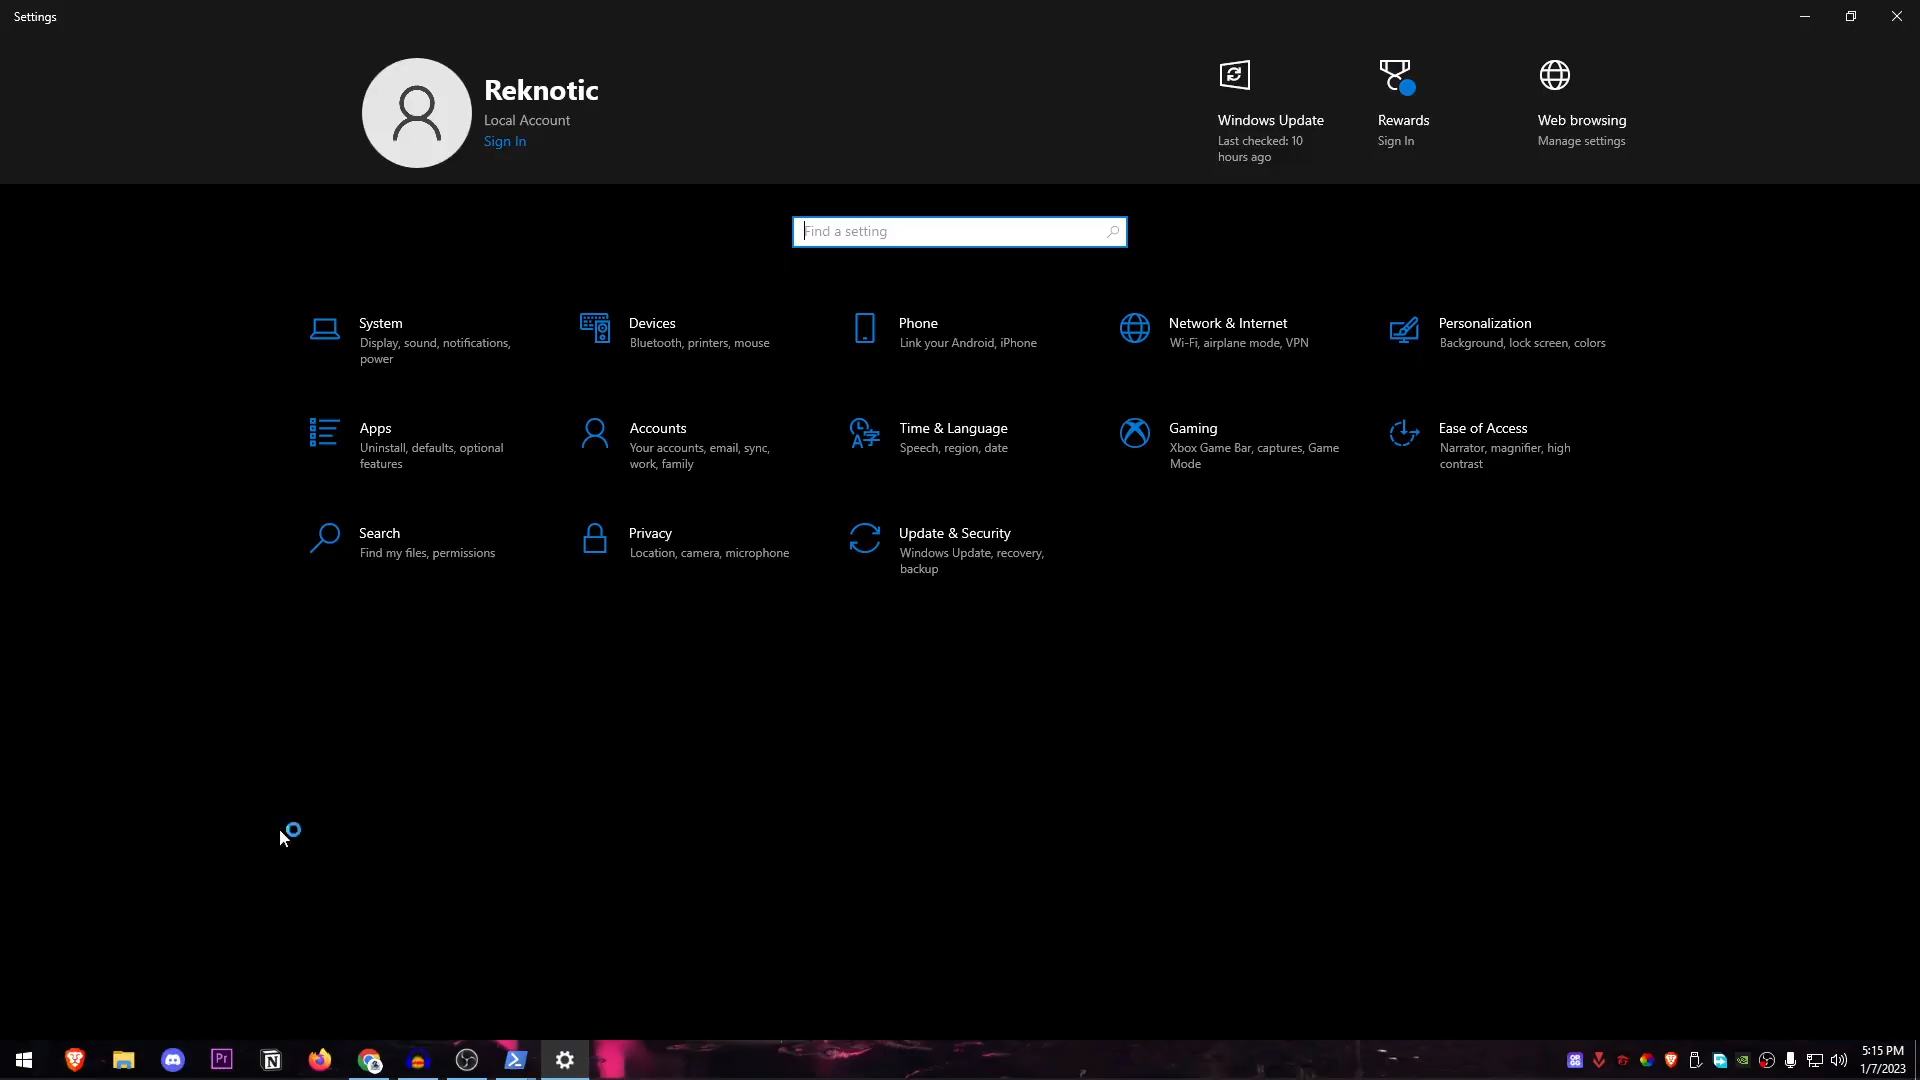 Settings
Reknotic
Local Account
Sign In
Windows Update
Last checked: 10
hours ago
Rewards
Sign In
Web browsing
Manage settings
Find a setting
System
Display, sound, notifications,
power
Devices
Bluetooth, printers, mouse
Phone
Link your Android, iPhone
Network & Internet
Wi-Fi, airplane mode, VPN
Personalization
Background, lock screen, colors
Apps
Uninstall, defaults, optional
features
Accounts
Your accounts, email, sync,
work, family
Time & Language
Speech, region, date
Gaming
Xbox Game Bar, captures, Game
Mode
Ease of Access
Narrator, magnifier, high
contrast
Search
Find my files, permissions
Privacy
Location, camera, microphone
Update & Security
Windows Update, recovery,
backup
Pr
5:15 PM
1/7/2023